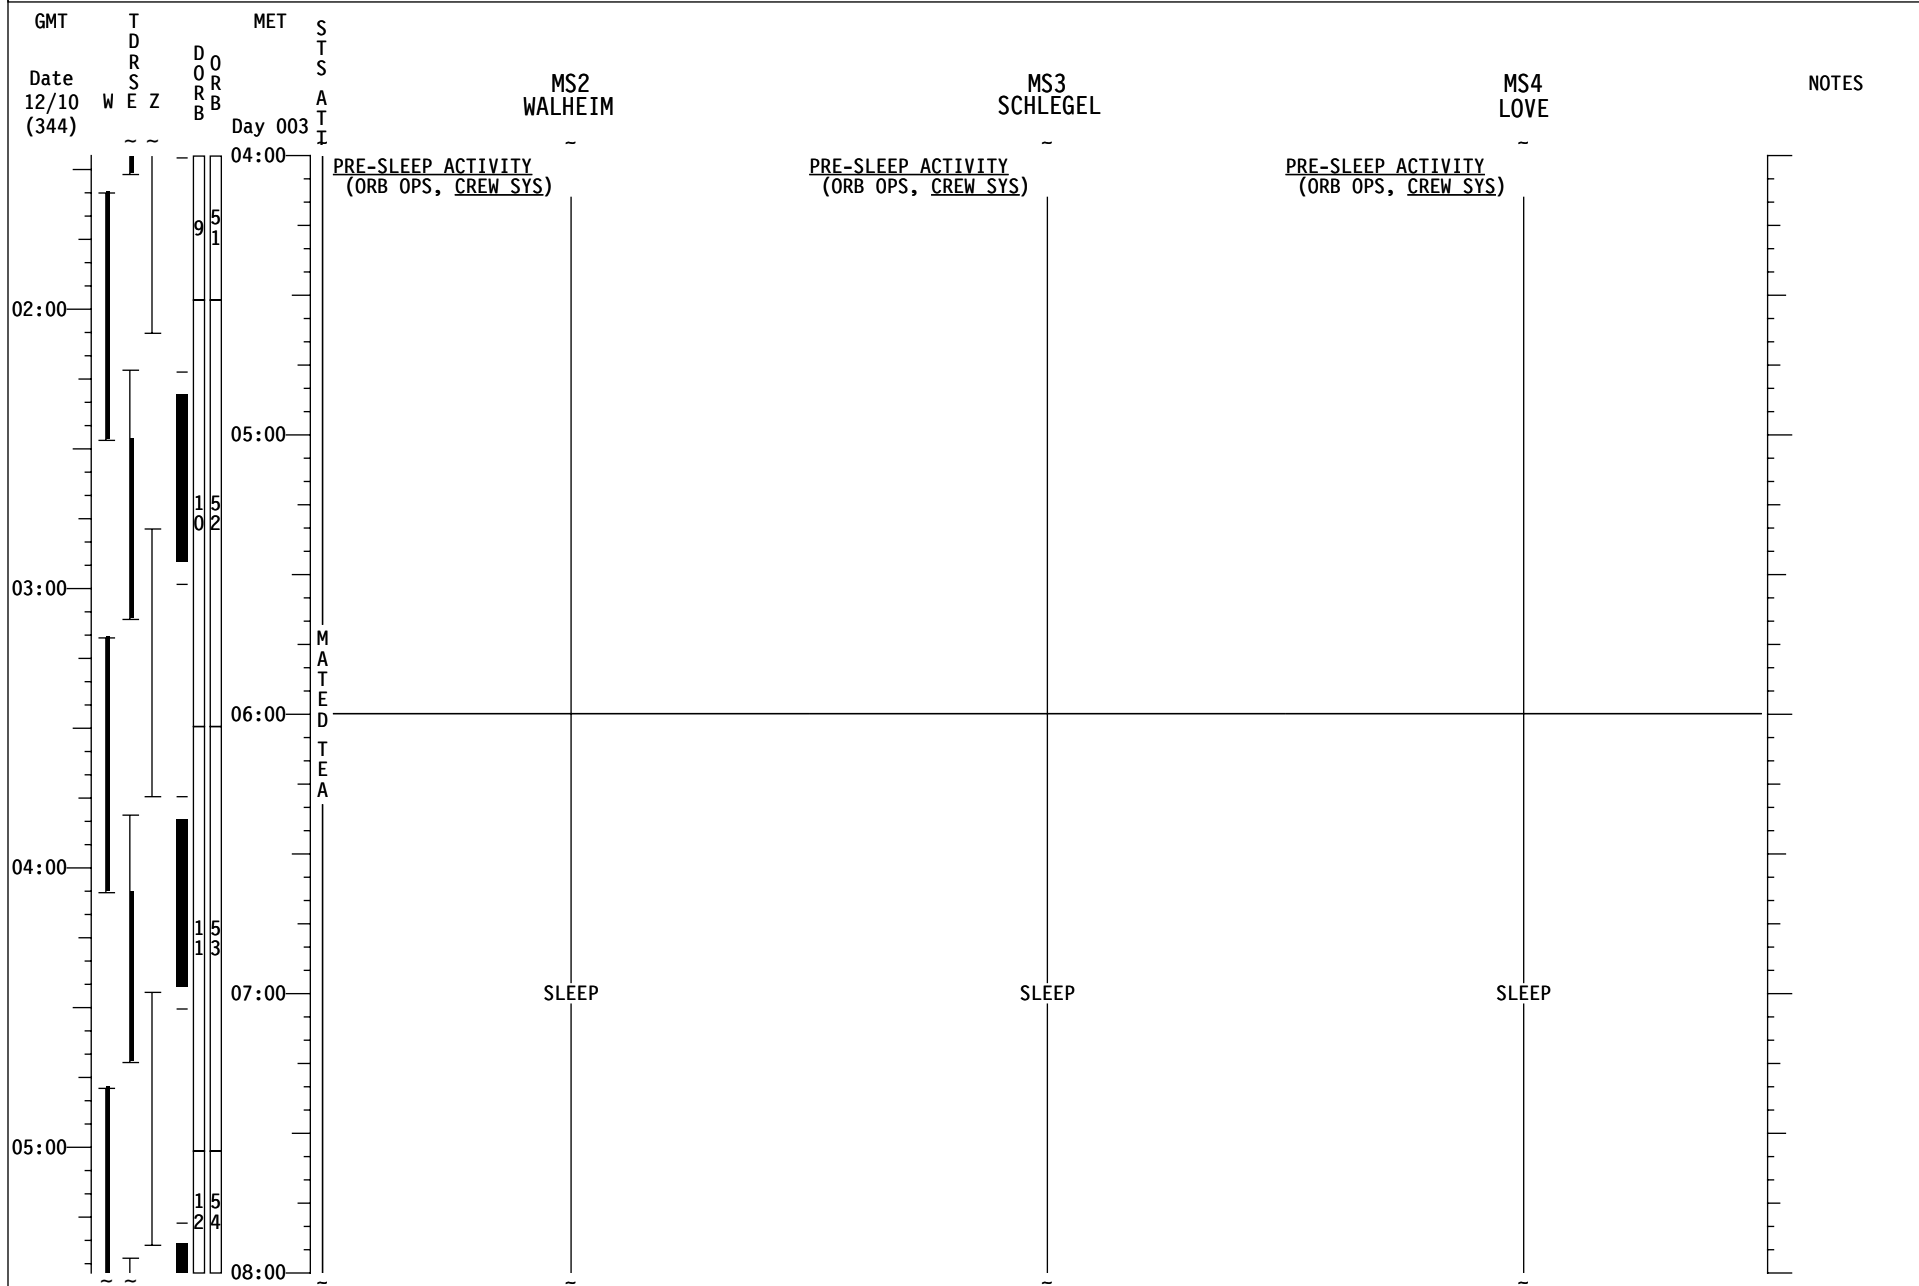 GMT
Date
12/10
(344)
TDRS
W E Z
DORB
ORB
MET
Day 003
STS ATT
MS2
WALHEIM
MS3
SCHLEGEL
MS4
LOVE
NOTES
~ ~ ~ ~ ~
04:00
PRE-SLEEP ACTIVITY
(ORB OPS, CREW SYS)
PRE-SLEEP ACTIVITY
(ORB OPS, CREW SYS)
PRE-SLEEP ACTIVITY
(ORB OPS, CREW SYS)
9
51
02:00
05:00
10
52
03:00
MATED TEA
06:00
04:00
11
53
07:00
SLEEP
SLEEP
SLEEP
05:00
12
54
08:00
~ ~ ~ ~ ~ ~